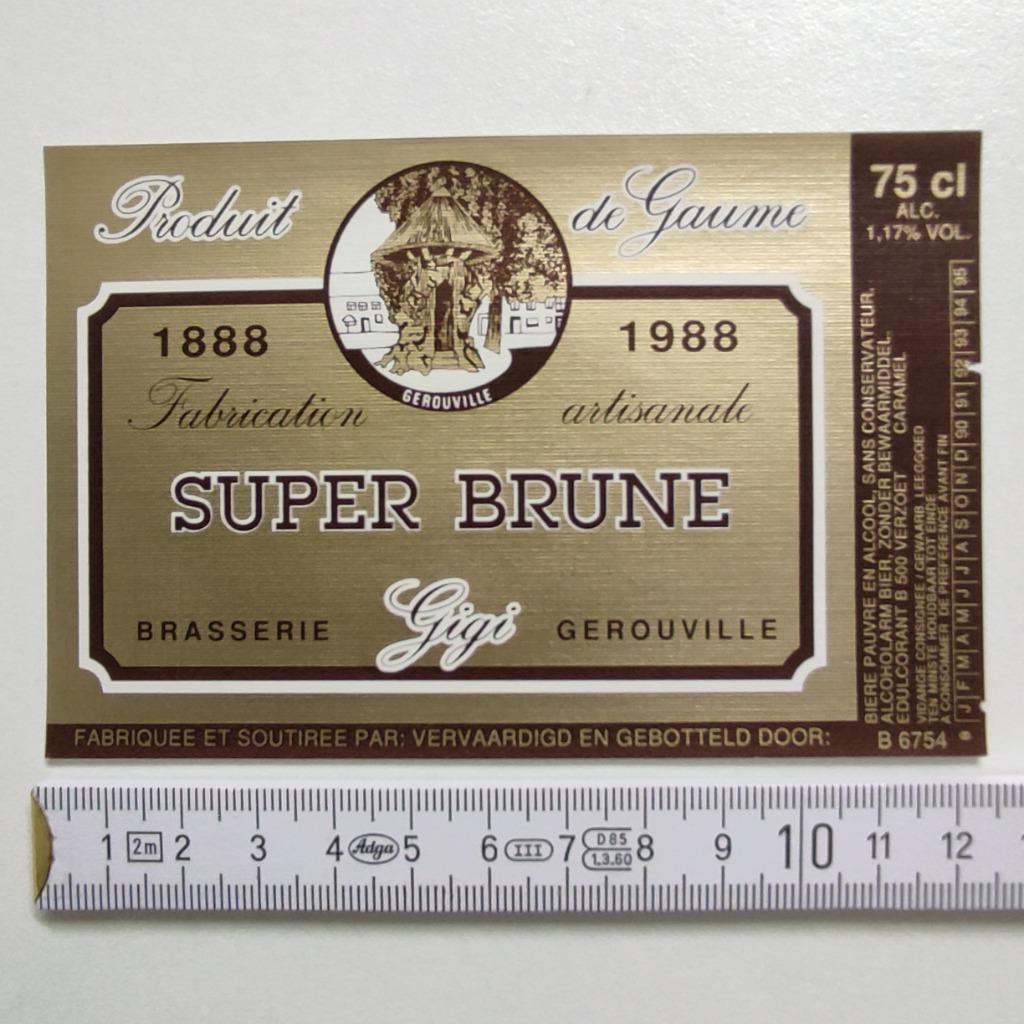 Produit de Gaume
GEROUVILLE
1888 1988
Fabrication artisanale
SUPER BRUNE
Gigi
BRASSERIE GEROUVILLE
FABRIQUEE ET SOUTIREE PAR: VERVAARDIGD EN GEBOTTELD DOOR: B 6754
75 cl
ALC.
1,17% VOL.
BIERE PAUVRE EN ALCOOL, SANS CONSERVATEUR.
ALCOHOLARM BIER, ZONDER BEWAARMIDDEL.
EDULCORANT B 500 VERZOET CARAMEL
VIDANGE CONSIGNEE / GEWAARB. LEEGGOED
TEN MINSTE HOUDBAAR TOT EINDE
A CONSOMMER DE PREFERENCE AVANT FIN
J F M A M J J A S O N D 90 91 92 93 94 95
1 2m 2 3 4 Adga 5 6 III 7 D85 1.3.60 8 9 10 11 12